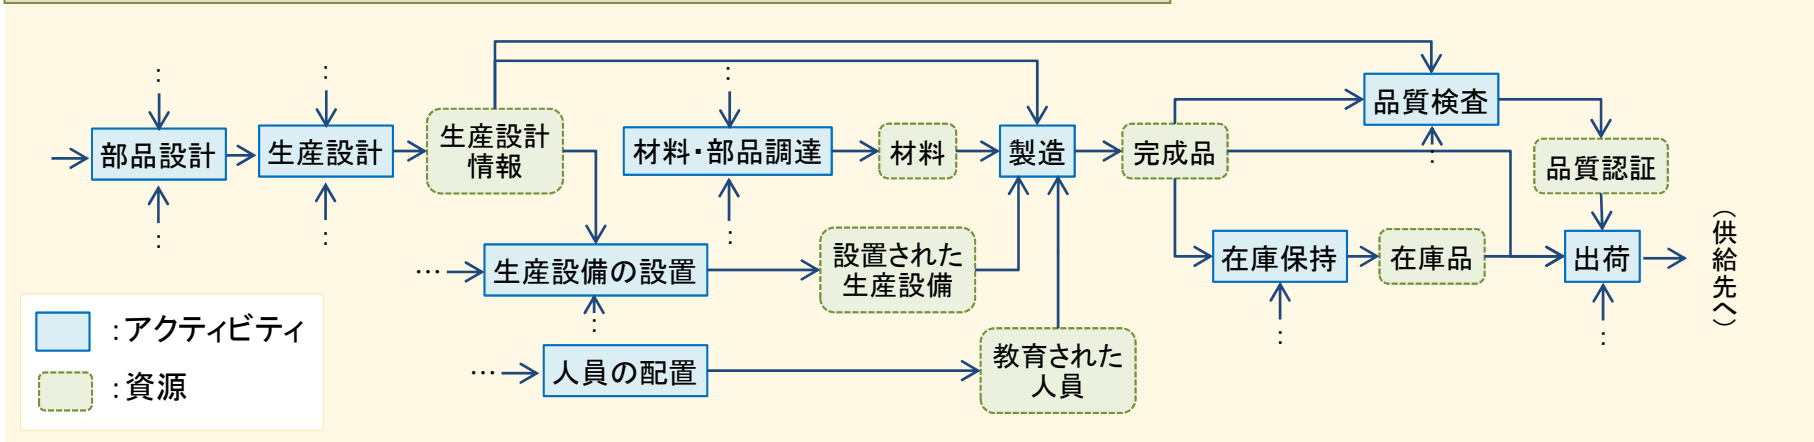 部品設計
生産設計
生産設計
情報
材料・部品調達
材料
製造
完成品
品質検査
品質認証
生産設備の設置
設置された
生産設備
在庫保持
在庫品
出荷
（供給先へ）
人員の配置
教育された
人員
：アクティビティ
：資源